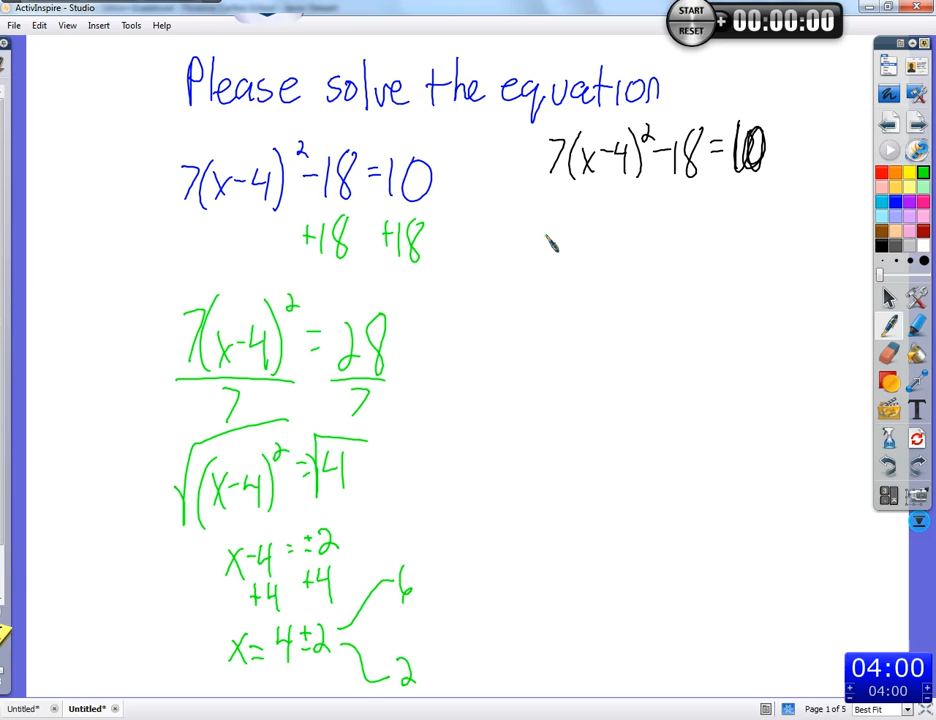 ActivInspire - Studio
File Edit View Insert Tools Help
START
RESET
00:00:00
Please solve the equation
7(x-4)² -18 = 10
+18 +18
7(x-4)² = 28
7 7
√(x-4)² = √4
x-4 = ±2
+4 +4
x = 4 ± 2
6
2
7(x-4)² -18 = 10
04:00
04:00
Untitled* Untitled* Page 1 of 5 Best Fit